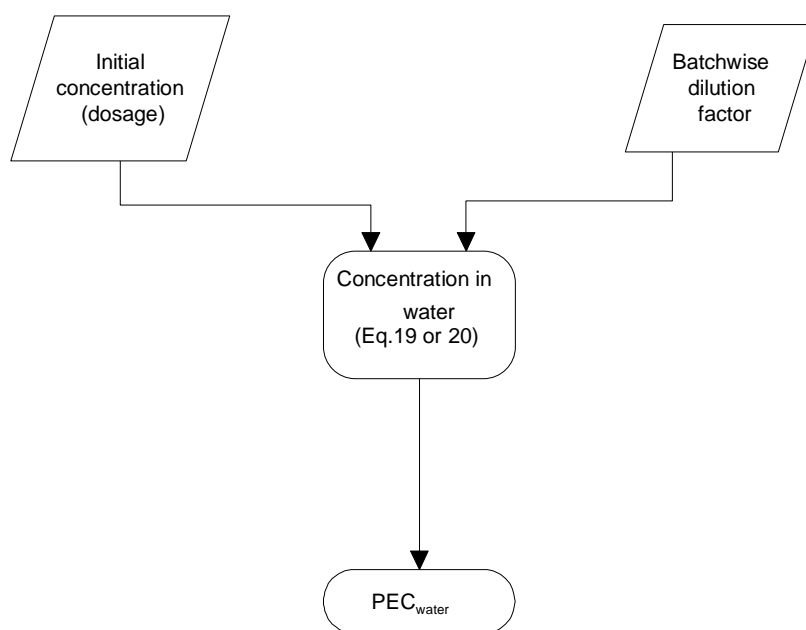 Initial
concentration
(dosage)
Batchwise
dilution
factor
Concentration in
water
(Eq.19 or 20)
PECwater